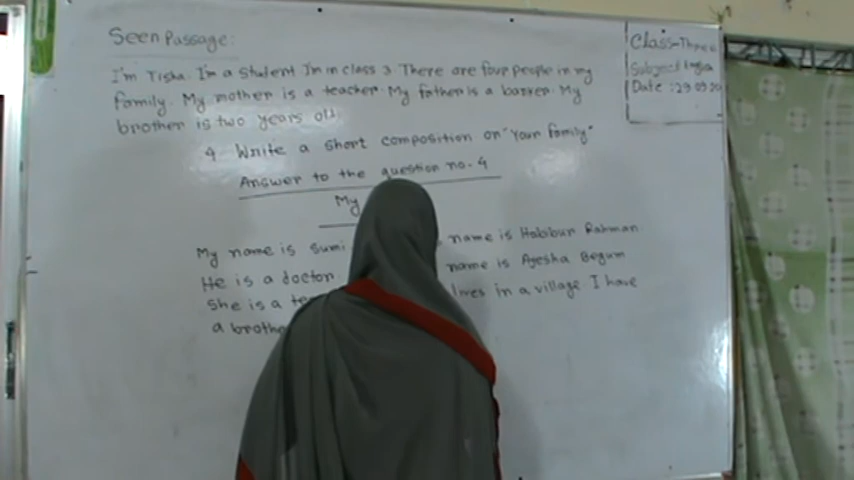 Seen Passage:
I'm Tisha. I'm a student. I'm in class 3. There are four people in my
family. My mother is a teacher. My father is a banker. My
brother is two years old.
4 Write a short composition on "Your family"
Answer to the question no-4
My
My name is sumi name is Habibur Rahman
He is a doctor. name is Ayesha Begum
She is a lives in a village. I have
a brother
Class-Three
Subject English
Date :29.09.20